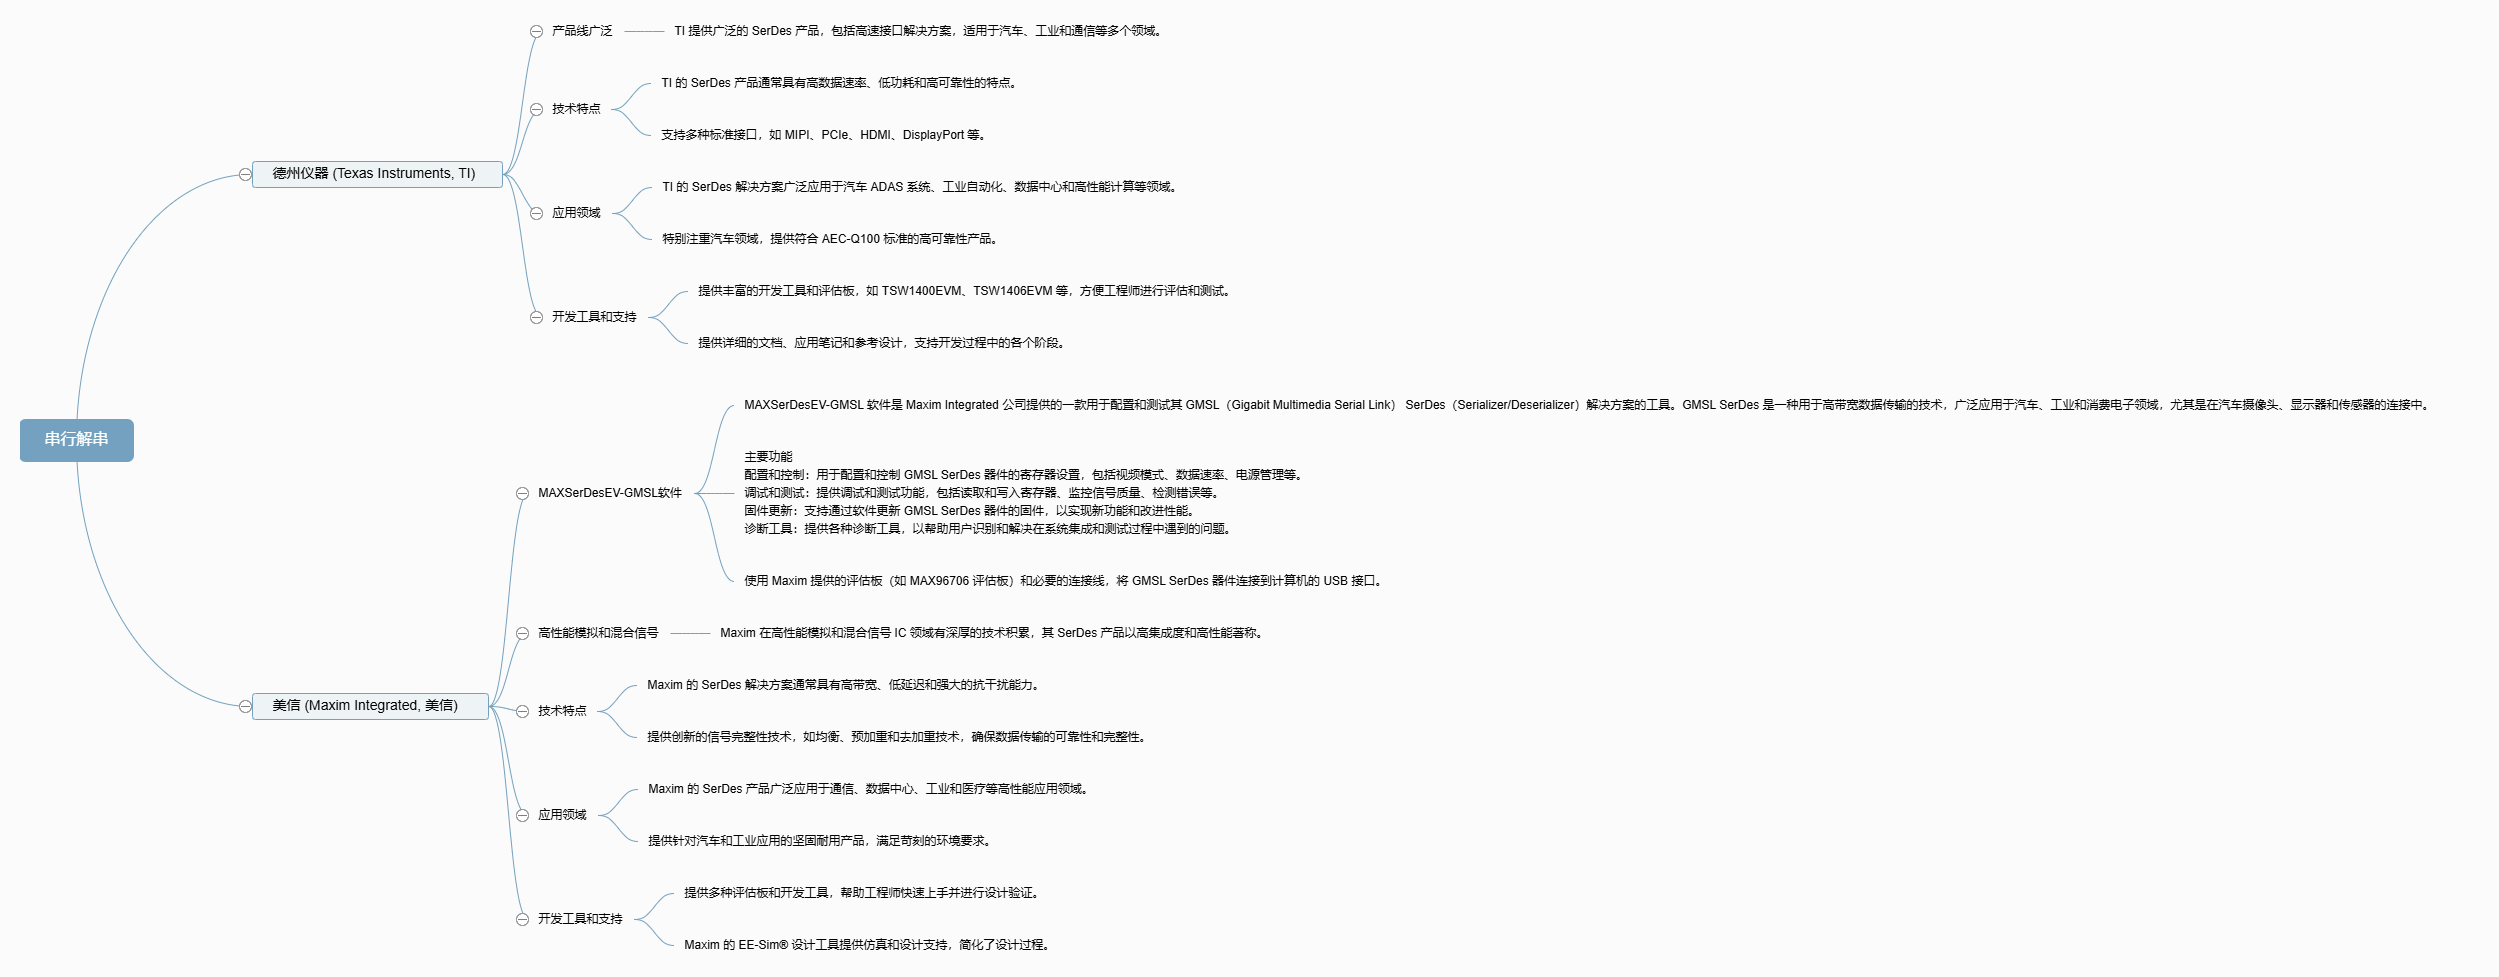 串行解串
德州仪器 (Texas Instruments, TI)
产品线广泛
TI 提供广泛的 SerDes 产品，包括高速接口解决方案，适用于汽车、工业和通信等多个领域。
技术特点
TI 的 SerDes 产品通常具有高数据速率、低功耗和高可靠性的特点。
支持多种标准接口，如 MIPI、PCIe、HDMI、DisplayPort 等。
应用领域
TI 的 SerDes 解决方案广泛应用于汽车 ADAS 系统、工业自动化、数据中心和高性能计算等领域。
特别注重汽车领域，提供符合 AEC-Q100 标准的高可靠性产品。
开发工具和支持
提供丰富的开发工具和评估板，如 TSW1400EVM、TSW1406EVM 等，方便工程师进行评估和测试。
提供详细的文档、应用笔记和参考设计，支持开发过程中的各个阶段。
美信 (Maxim Integrated, 美信)
MAXSerDesEV-GMSL软件
MAXSerDesEV-GMSL 软件是 Maxim Integrated 公司提供的一款用于配置和测试其 GMSL（Gigabit Multimedia Serial Link） SerDes（Serializer/Deserializer）解决方案的工具。GMSL SerDes 是一种用于高带宽数据传输的技术，广泛应用于汽车、工业和消费电子领域，尤其是在汽车摄像头、显示器和传感器的连接中。
主要功能
配置和控制：用于配置和控制 GMSL SerDes 器件的寄存器设置，包括视频模式、数据速率、电源管理等。
调试和测试：提供调试和测试功能，包括读取和写入寄存器、监控信号质量、检测错误等。
固件更新：支持通过软件更新 GMSL SerDes 器件的固件，以实现新功能和改进性能。
诊断工具：提供各种诊断工具，以帮助用户识别和解决在系统集成和测试过程中遇到的问题。
使用 Maxim 提供的评估板（如 MAX96706 评估板）和必要的连接线，将 GMSL SerDes 器件连接到计算机的 USB 接口。
高性能模拟和混合信号
Maxim 在高性能模拟和混合信号 IC 领域有深厚的技术积累，其 SerDes 产品以高集成度和高性能著称。
技术特点
Maxim 的 SerDes 解决方案通常具有高带宽、低延迟和强大的抗干扰能力。
提供创新的信号完整性技术，如均衡、预加重和去加重技术，确保数据传输的可靠性和完整性。
应用领域
Maxim 的 SerDes 产品广泛应用于通信、数据中心、工业和医疗等高性能应用领域。
提供针对汽车和工业应用的坚固耐用产品，满足苛刻的环境要求。
开发工具和支持
提供多种评估板和开发工具，帮助工程师快速上手并进行设计验证。
Maxim 的 EE-Sim® 设计工具提供仿真和设计支持，简化了设计过程。